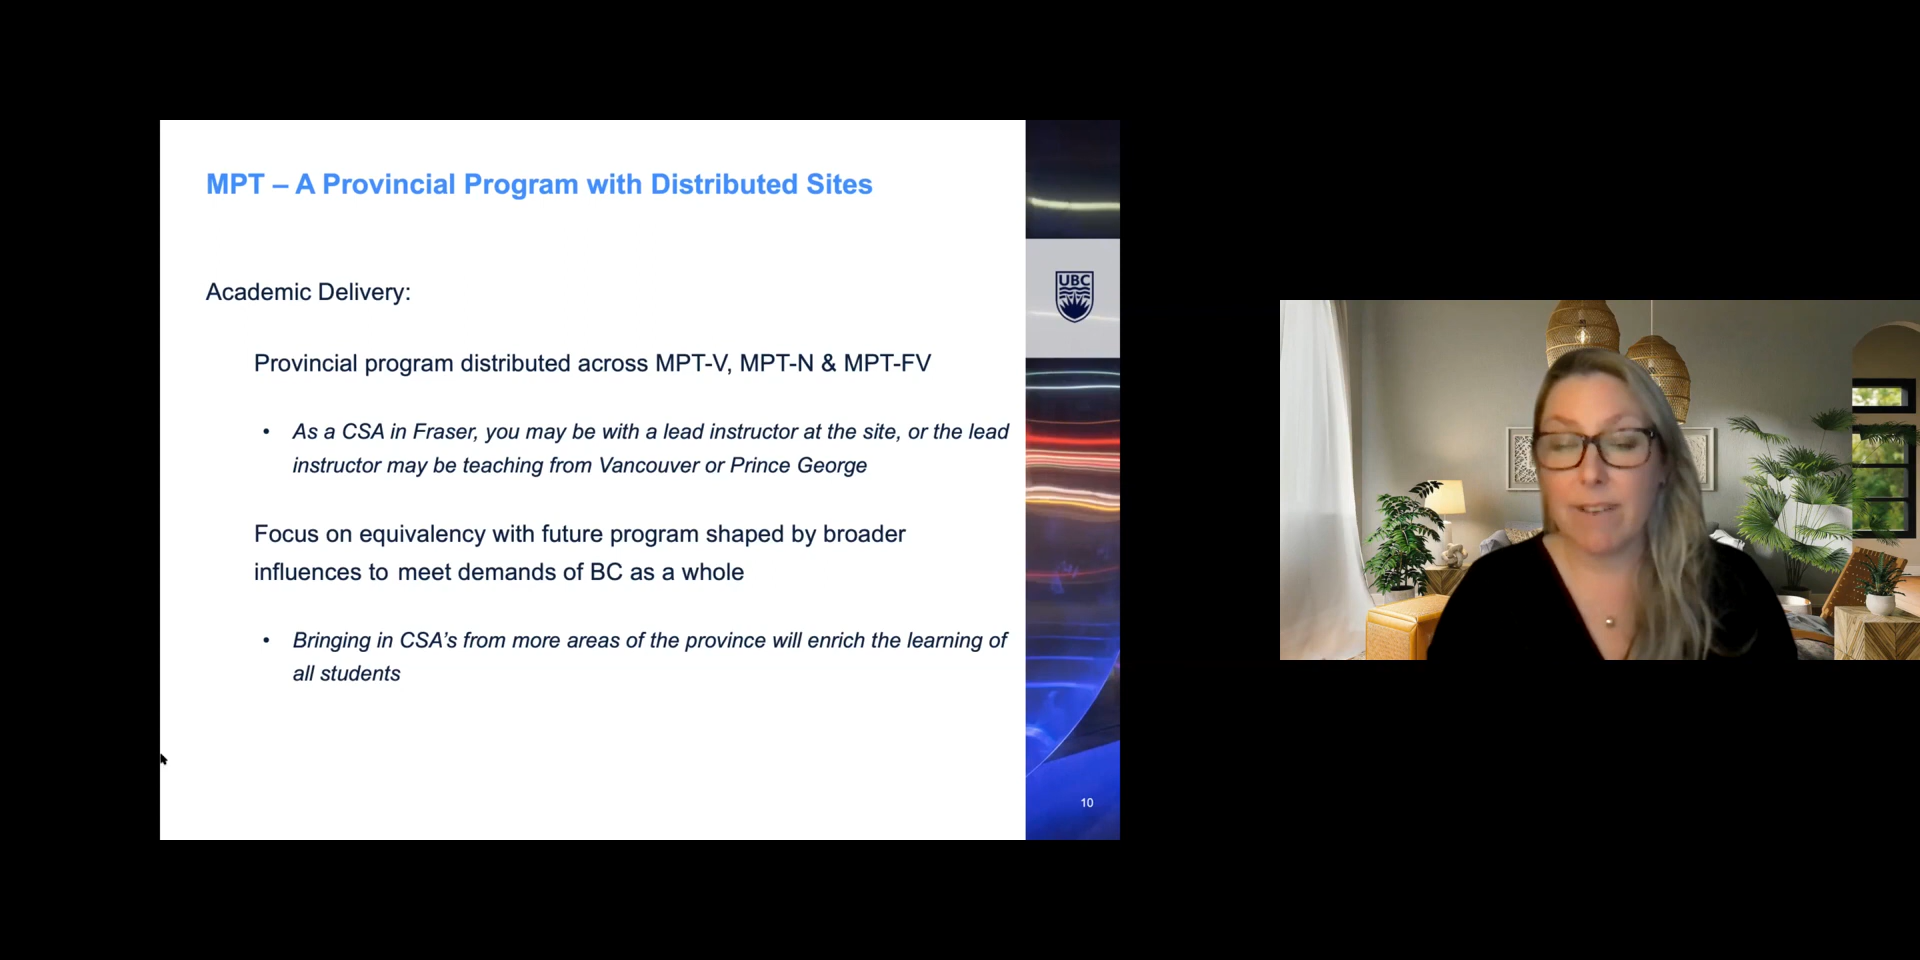 MPT – A Provincial Program with Distributed Sites
UBC
Academic Delivery:
Provincial program distributed across MPT-V, MPT-N & MPT-FV
• As a CSA in Fraser, you may be with a lead instructor at the site, or the lead
instructor may be teaching from Vancouver or Prince George
Focus on equivalency with future program shaped by broader
influences to meet demands of BC as a whole
• Bringing in CSA’s from more areas of the province will enrich the learning of
all students
10